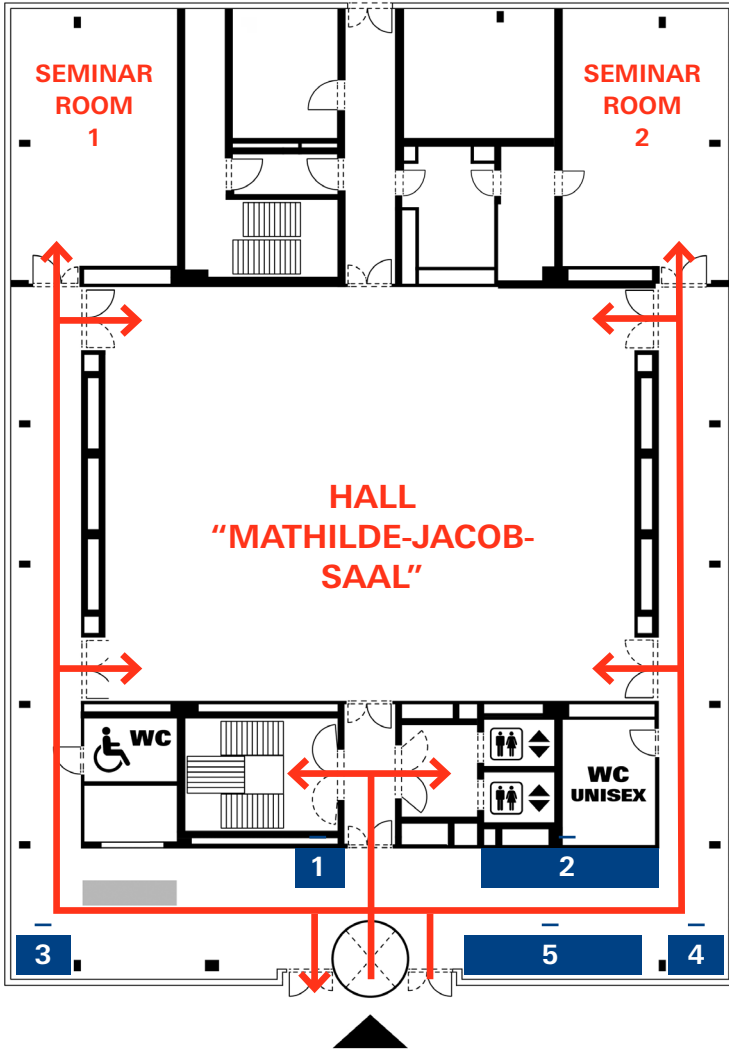 SEMINAR
ROOM
1
SEMINAR
ROOM
2
HALL
“MATHILDE-JACOB-
SAAL”
WC
WC
UNISEX
1
2
3
5
4